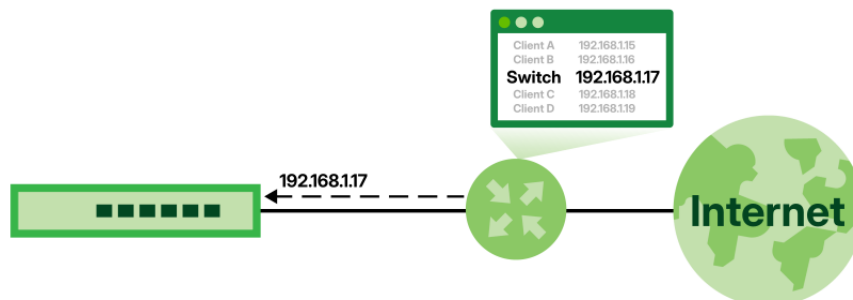 Client A 192.168.1.15
Client B 192.168.1.16
Switch 192.168.1.17
Client C 192.168.1.18
Client D 192.168.1.19
192.168.1.17
Internet